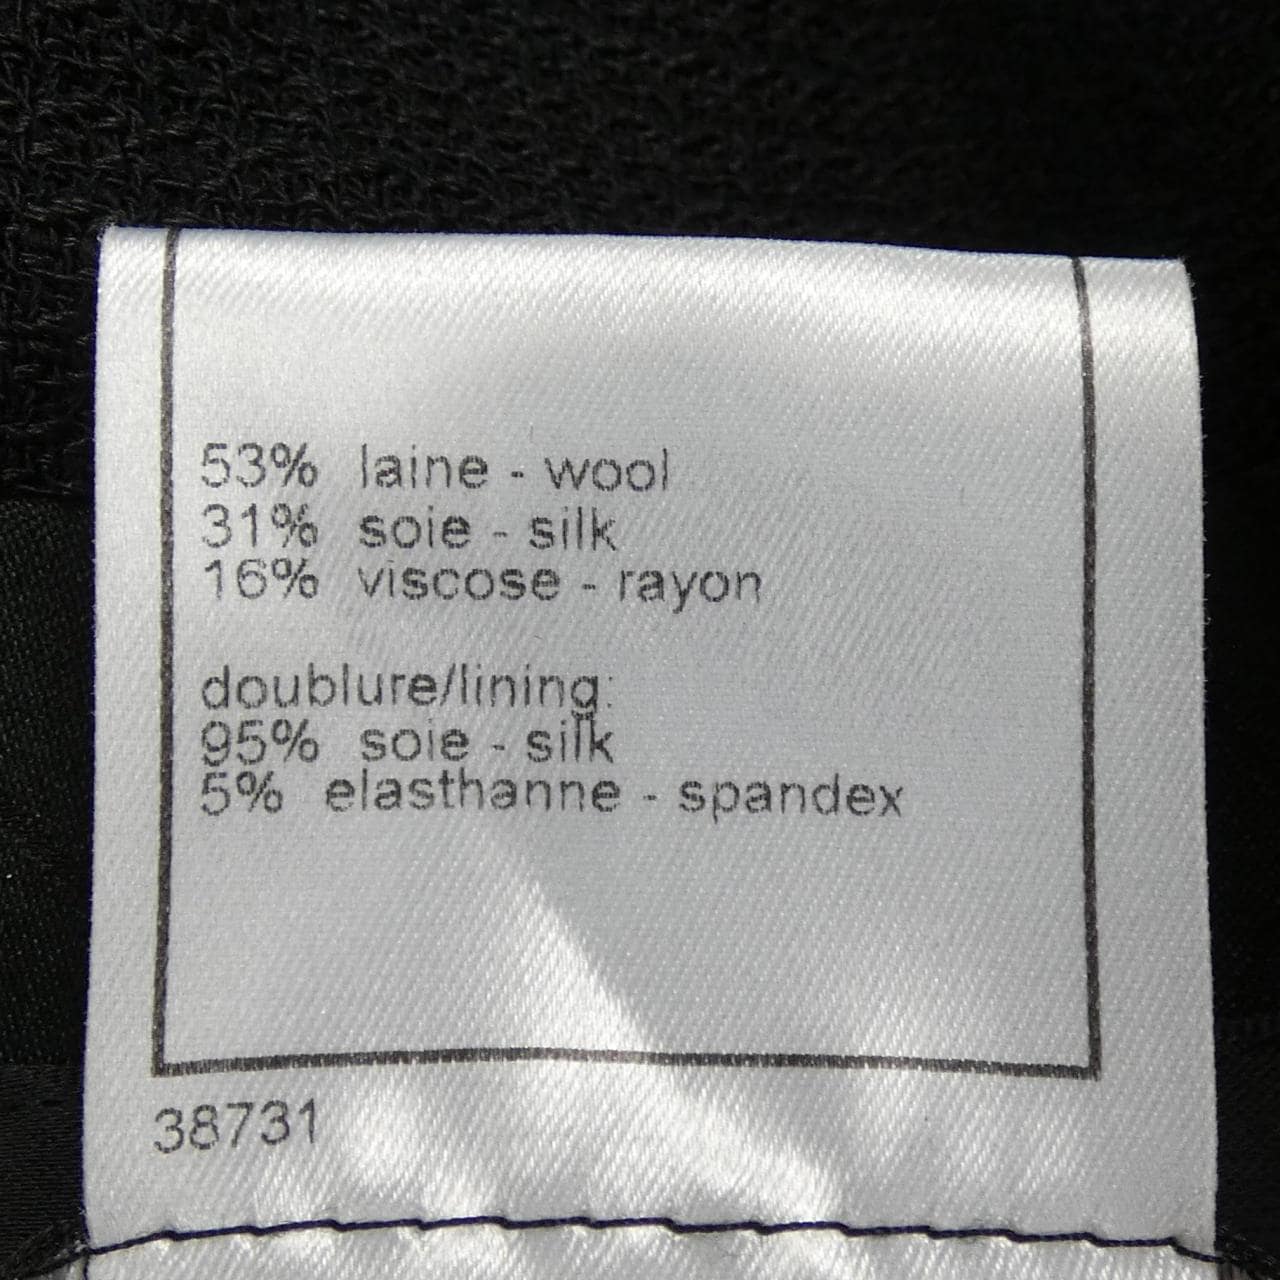 53% laine - wool
31% soie - silk
16% viscose - rayon
doublure/lining:
95% soie - silk
5% elasthanne - spandex
38731